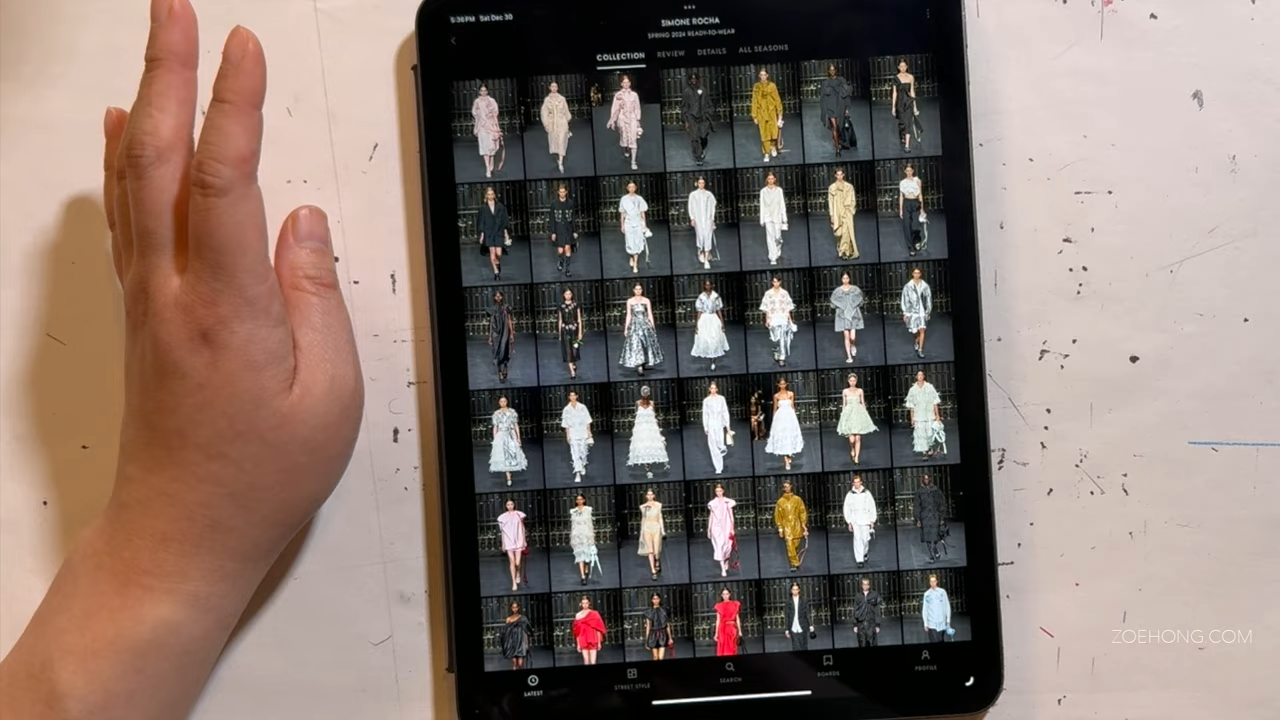 5:36 PM Sat Dec 30
SIMONE ROCHA
SPRING 2024 READY-TO-WEAR
COLLECTION REVIEW DETAILS ALL SEASONS
LATEST STREET STYLE SEARCH BOARDS PROFILE
ZOEHONG.COM